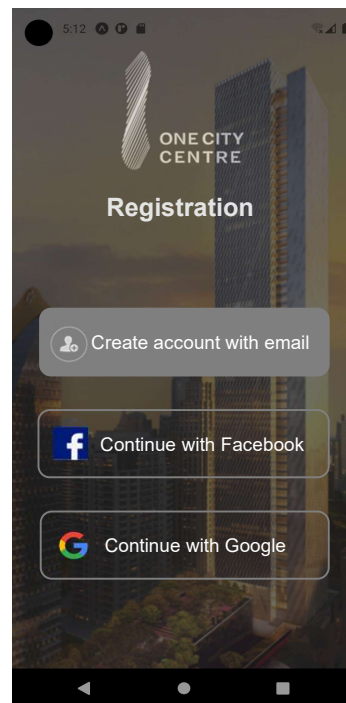 5:12
ONE CITY
CENTRE
Registration
Create account with email
Continue with Facebook
Continue with Google